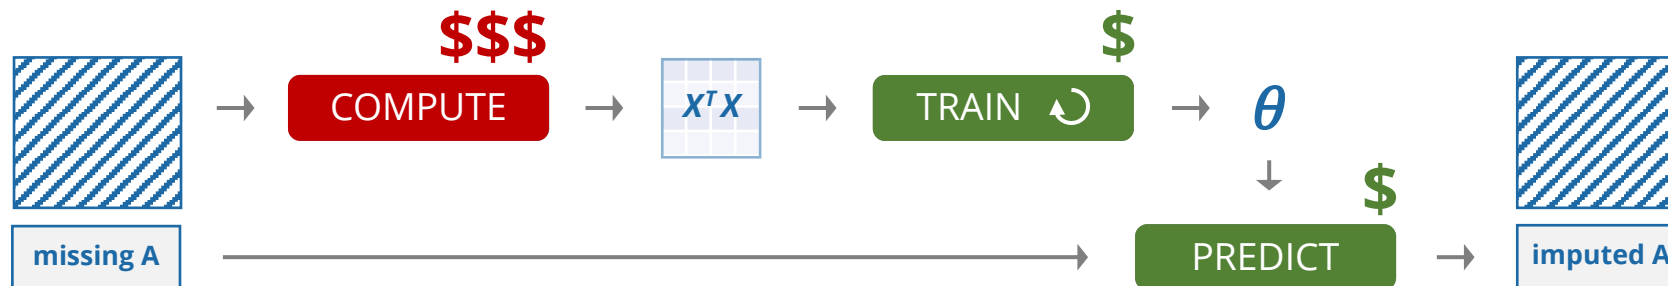 $$$
$
COMPUTE
XᵀX
TRAIN
θ
$
missing A
PREDICT
imputed A